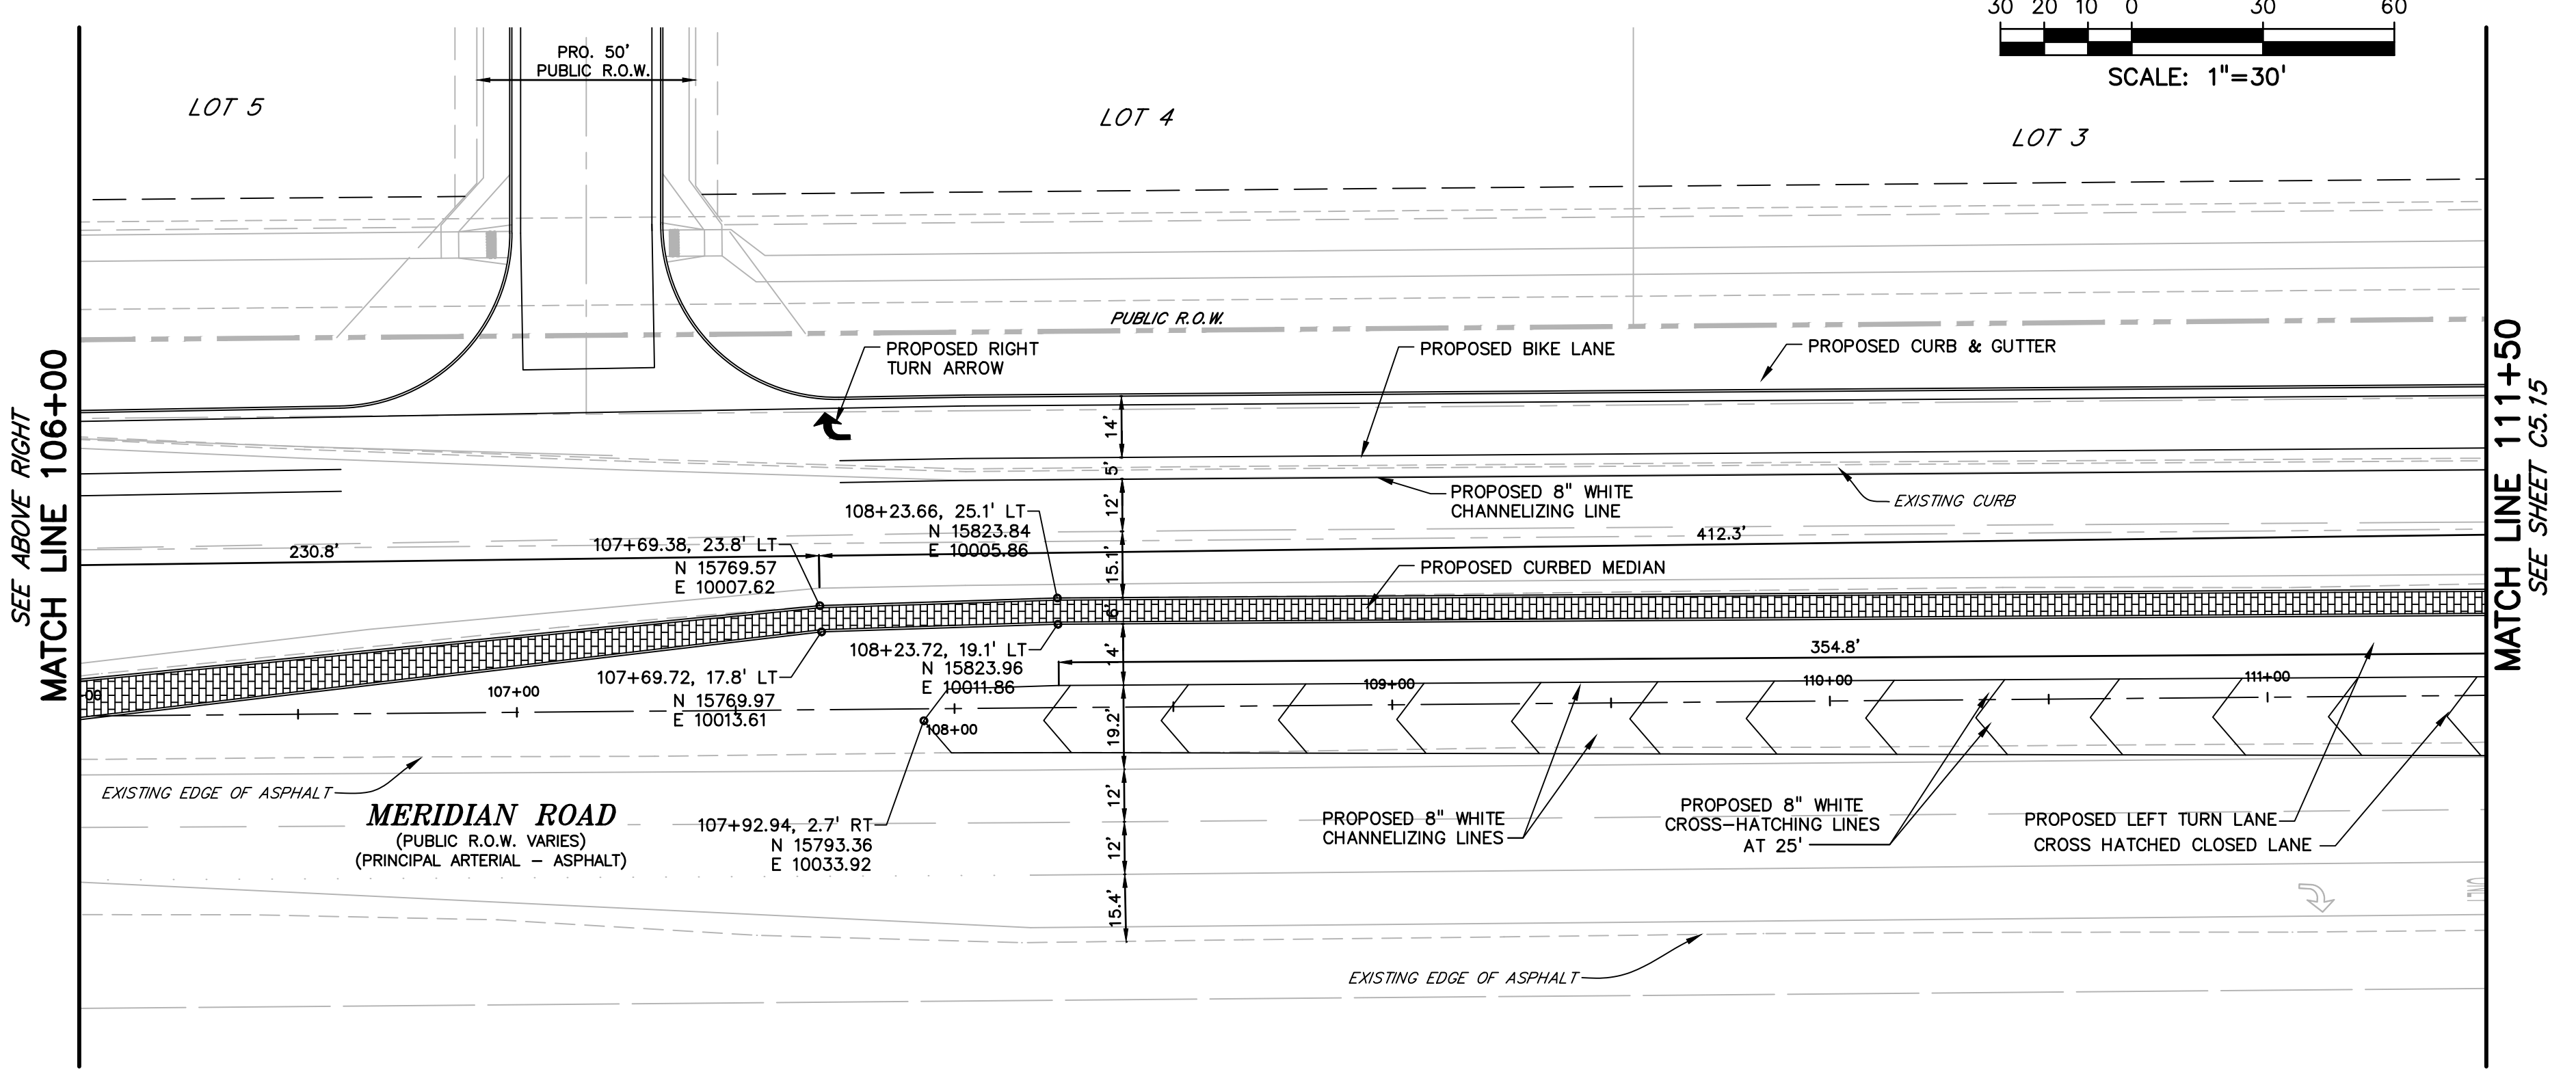 30 20 10 0 30 60
SCALE: 1"=30'
PRO. 50'
PUBLIC R.O.W.
LOT 5
LOT 4
LOT 3
PUBLIC R.O.W.
PROPOSED RIGHT
TURN ARROW
PROPOSED BIKE LANE
PROPOSED CURB & GUTTER
SEE ABOVE RIGHT
MATCH LINE 106+00
MATCH LINE 111+50
SEE SHEET C5.15
14'
5'
12'
15.1'
6'
14'
19.2'
12'
12'
15.4'
PROPOSED 8" WHITE
CHANNELIZING LINE
EXISTING CURB
108+23.66, 25.1' LT
N 15823.84
E 10005.86
230.8'
412.3'
107+69.38, 23.8' LT
N 15769.57
E 10007.62
PROPOSED CURBED MEDIAN
108+23.72, 19.1' LT
N 15823.96
E 10011.86
354.8'
107+69.72, 17.8' LT
N 15769.97
E 10013.61
00
107+00
108+00
109+00
110+00
111+00
EXISTING EDGE OF ASPHALT
MERIDIAN ROAD
(PUBLIC R.O.W. VARIES)
(PRINCIPAL ARTERIAL - ASPHALT)
107+92.94, 2.7' RT
N 15793.36
E 10033.92
PROPOSED 8" WHITE
CHANNELIZING LINES
PROPOSED 8" WHITE
CROSS-HATCHING LINES
AT 25'
PROPOSED LEFT TURN LANE
CROSS HATCHED CLOSED LANE
EXISTING EDGE OF ASPHALT